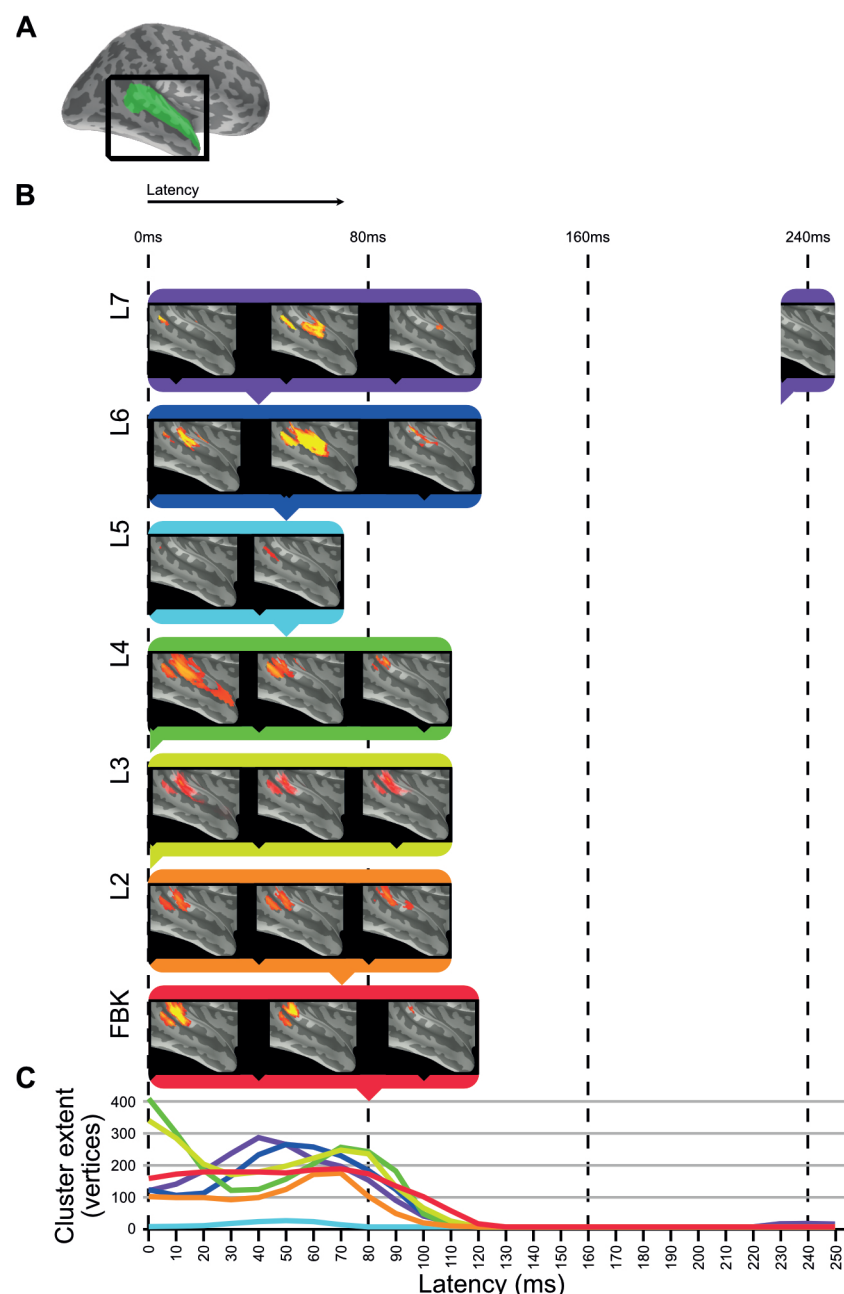 A
B
Latency
0ms 80ms 160ms 240ms
L7
L6
L5
L4
L3
L2
FBK
C
Cluster extent
(vertices)
400
300
200
100
0
0 10 20 30 40 50 60 70 80 90 100 110 120 130 140 150 160 170 180 190 200 210 220 230 240 250
Latency (ms)